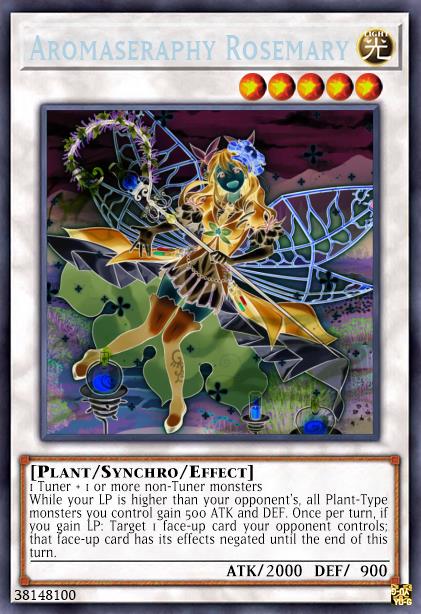 Aromaseraphy Rosemary
LIGHT
光
[Plant/Synchro/Effect]
1 Tuner + 1 or more non-Tuner monsters
While your LP is higher than your opponent's, all Plant-Type
monsters you control gain 500 ATK and DEF. Once per turn, if
you gain LP: Target 1 face-up card your opponent controls;
that face-up card has its effects negated until the end of this
turn.
ATK/2000 DEF/ 900
38148100